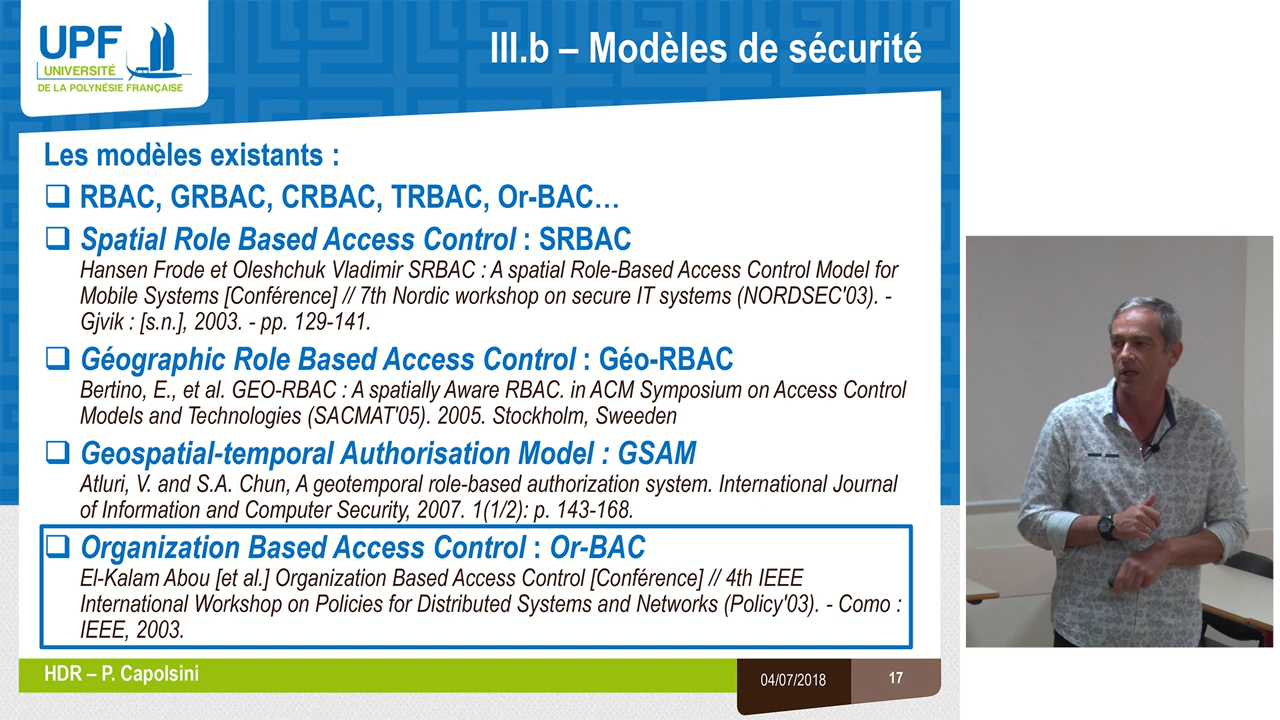 UPF
UNIVERSITÉ
DE LA POLYNÉSIE FRANÇAISE
III.b – Modèles de sécurité
Les modèles existants :
RBAC, GRBAC, CRBAC, TRBAC, Or-BAC…
Spatial Role Based Access Control : SRBAC
Hansen Frode et Oleshchuk Vladimir SRBAC : A spatial Role-Based Access Control Model for
Mobile Systems [Conférence] // 7th Nordic workshop on secure IT systems (NORDSEC'03). -
Gjvik : [s.n.], 2003. - pp. 129-141.
Géographic Role Based Access Control : Géo-RBAC
Bertino, E., et al. GEO-RBAC : A spatially Aware RBAC. in ACM Symposium on Access Control
Models and Technologies (SACMAT'05). 2005. Stockholm, Sweeden
Geospatial-temporal Authorisation Model : GSAM
Atluri, V. and S.A. Chun, A geotemporal role-based authorization system. International Journal
of Information and Computer Security, 2007. 1(1/2): p. 143-168.
Organization Based Access Control : Or-BAC
El-Kalam Abou [et al.] Organization Based Access Control [Conférence] // 4th IEEE
International Workshop on Policies for Distributed Systems and Networks (Policy'03). - Como :
IEEE, 2003.
HDR – P. Capolsini
04/07/2018
17